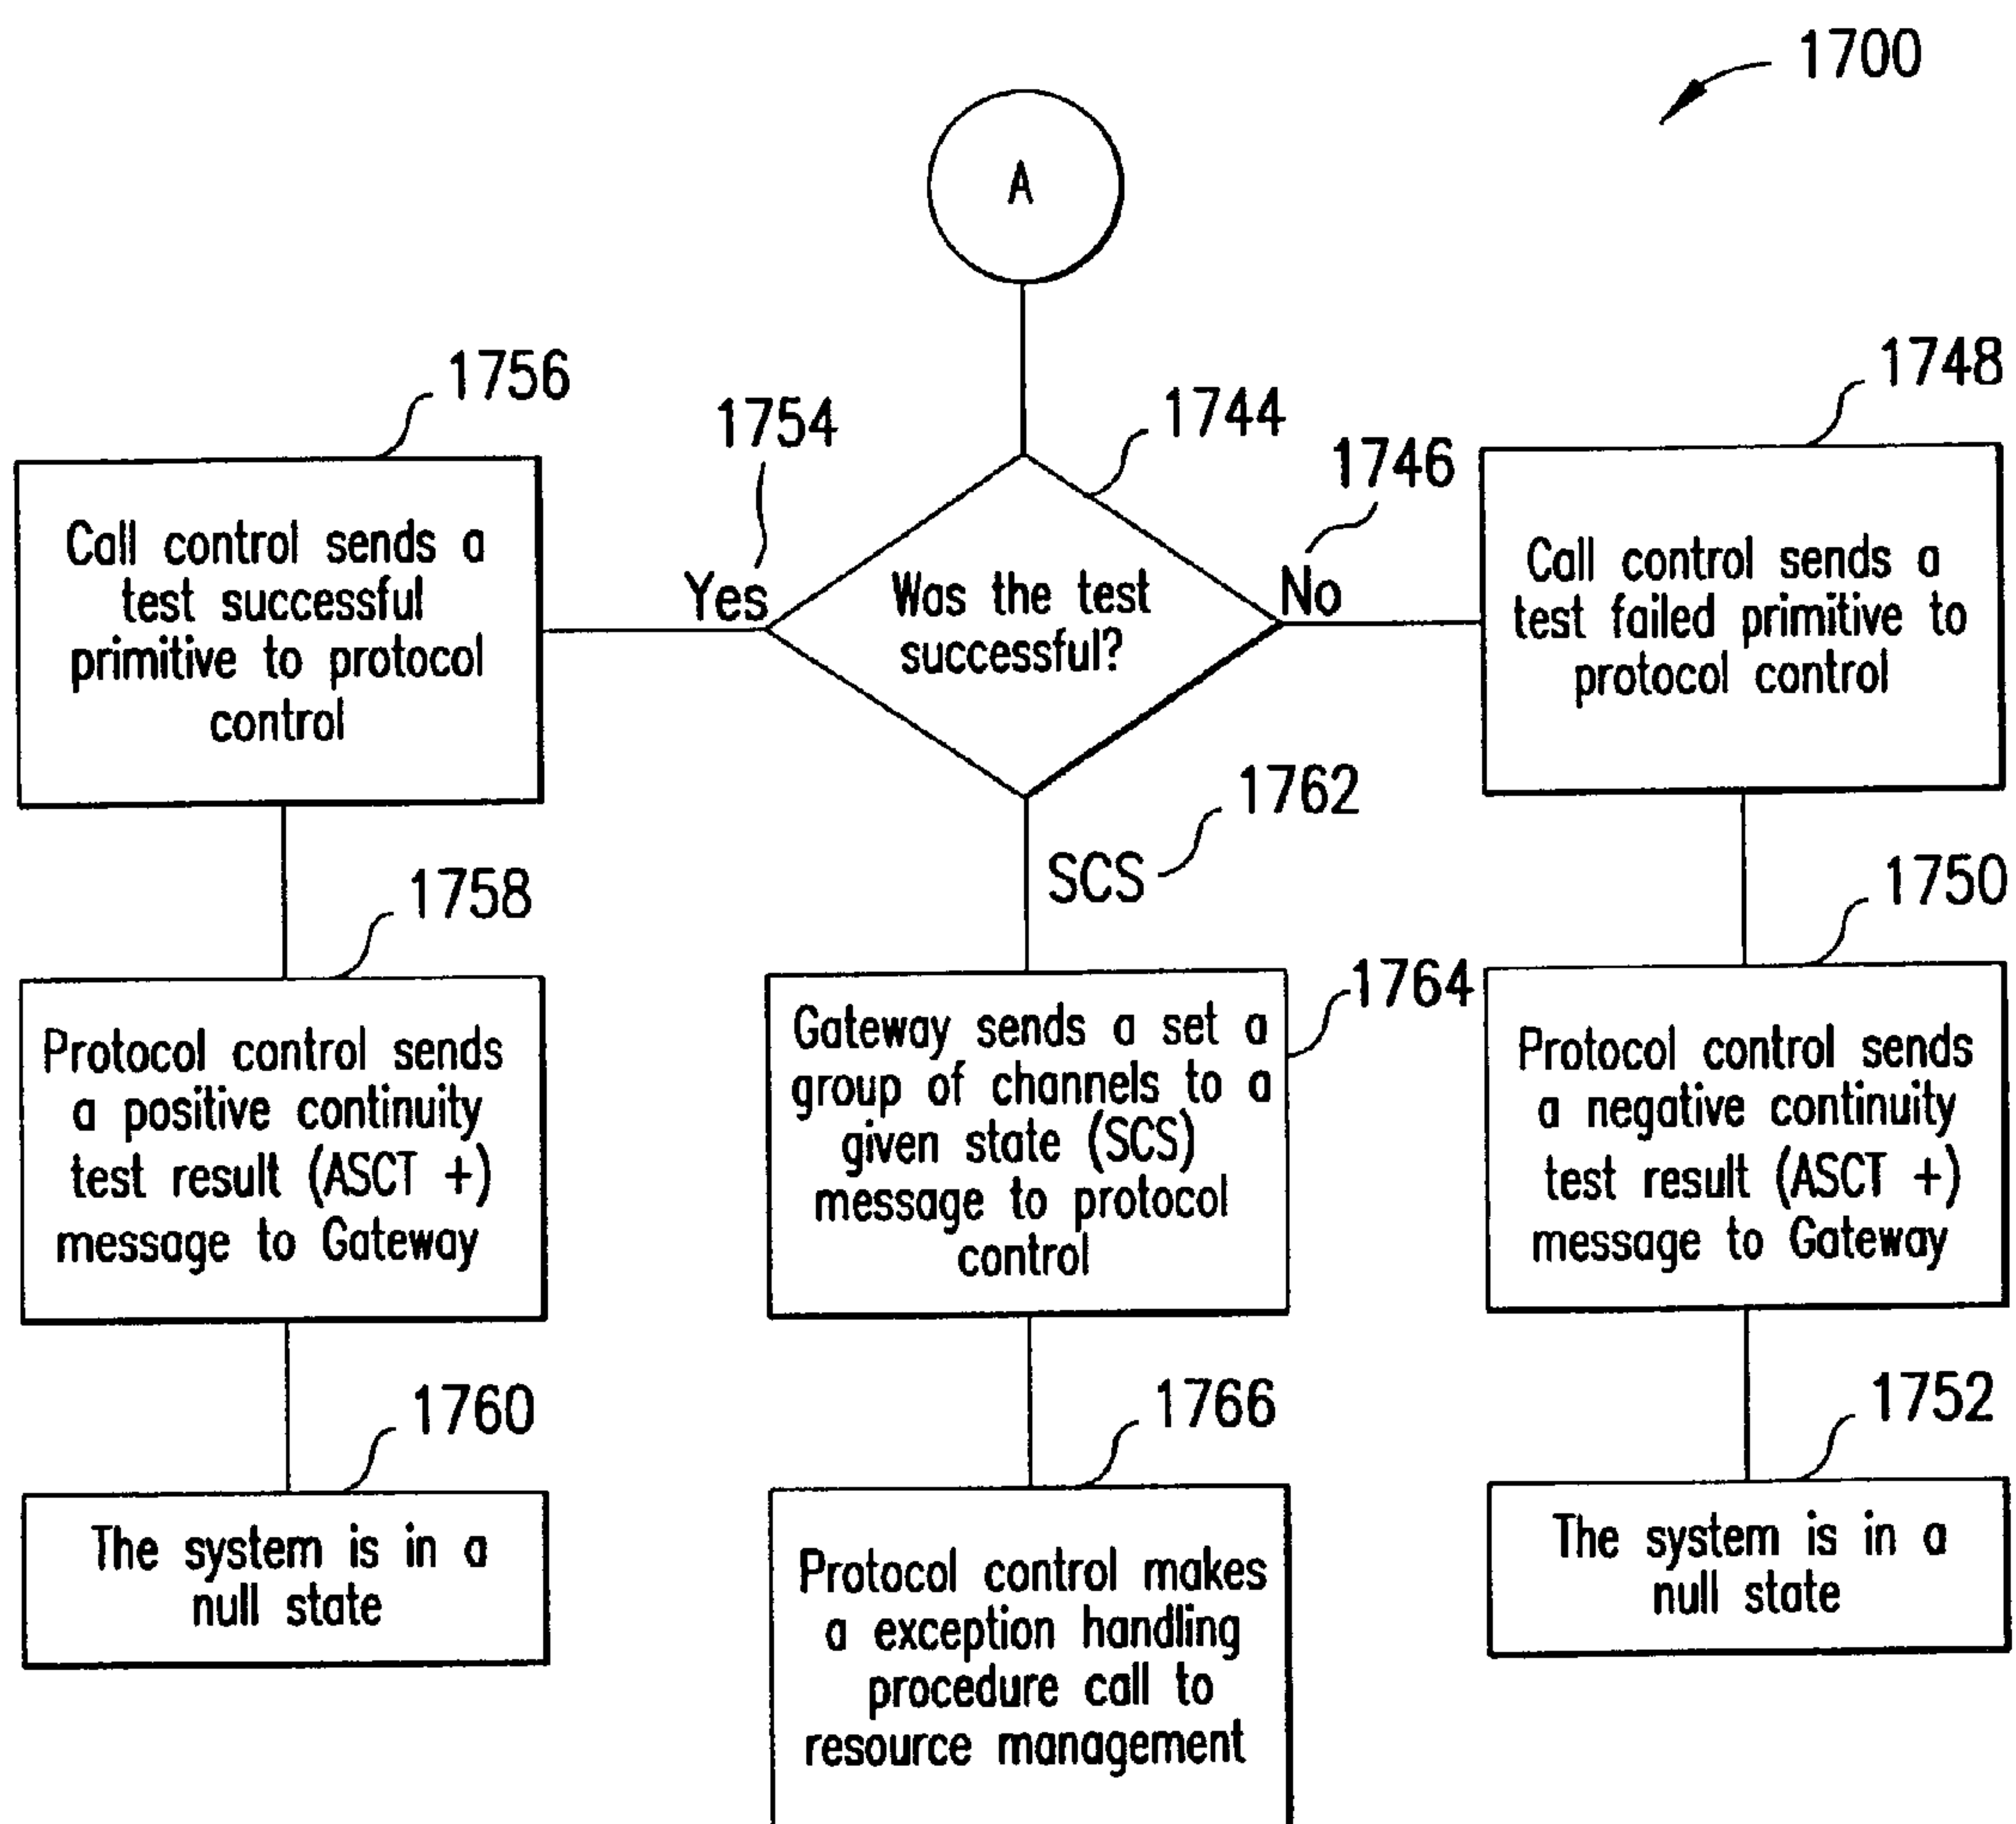 1700
A
1756
1754
1744
1746
1748
Call control sends a
test successful
primitive to protocol
control
Yes
Was the test
successful?
No
Call control sends a
test failed primitive to
protocol control
1762
SCS
1758
Protocol control sends
a positive continuity
test result (ASCT +)
message to Gateway
1764
Gateway sends a set a
group of channels to a
given state (SCS)
message to protocol
control
1750
Protocol control sends
a negative continuity
test result (ASCT +)
message to Gateway
1760
The system is in a
null state
1766
Protocol control makes
a exception handling
procedure call to
resource management
1752
The system is in a
null state